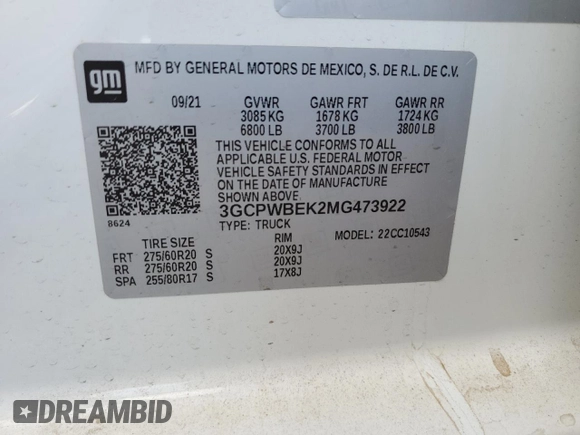 gm
MFD BY GENERAL MOTORS DE MEXICO, S. DE R.L. DE C.V.
09/21 GVWR GAWR FRT GAWR RR
3085 KG 1678 KG 1724 KG
6800 LB 3700 LB 3800 LB
THIS VEHICLE CONFORMS TO ALL
APPLICABLE U.S. FEDERAL MOTOR
VEHICLE SAFETY STANDARDS IN EFFECT
ON THE DATE OF MANUFACTURE
SHOWN ABOVE.
8624
3GCPWBEK2MG473922
TYPE: TRUCK MODEL: 22CC10543
TIRE SIZE RIM
FRT 275/60R20 S 20X9J
RR 275/60R20 S 20X9J
SPA 255/80R17 S 17X8J
DREAMBID